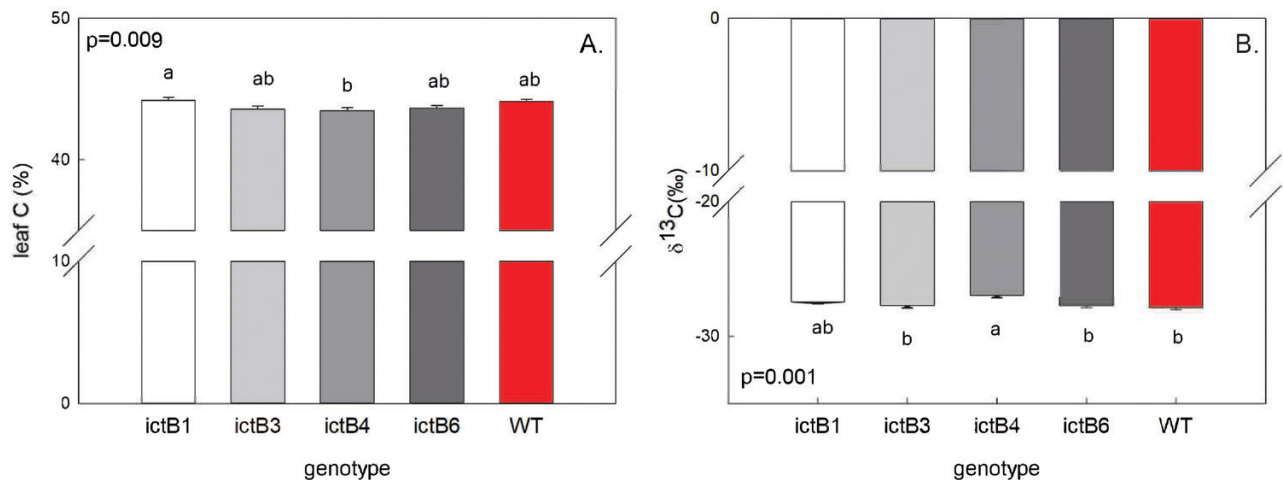 50
p=0.009
A.
a
ab
b
ab
ab
40
10
0
leaf C (%)
ictB1 ictB3 ictB4 ictB6 WT
genotype
0
B.
-10
-20
-30
δ13C(‰)
ab
b
a
b
b
p=0.001
ictB1 ictB3 ictB4 ictB6 WT
genotype